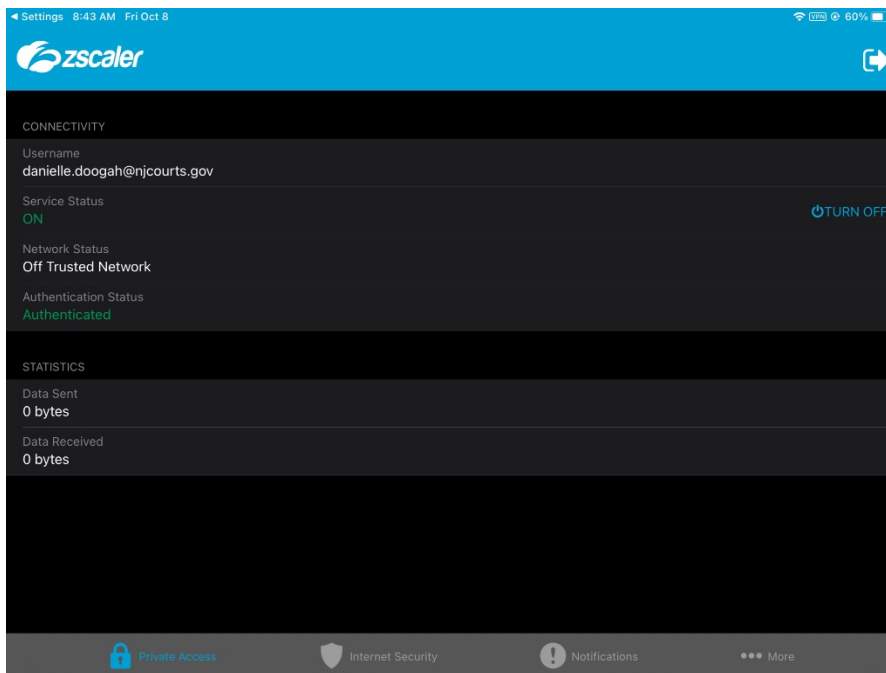 Settings 8:43 AM Fri Oct 8 VPN 60%
zscaler
CONNECTIVITY
Username
danielle.doogah@njcourts.gov
Service Status
ON
TURN OFF
Network Status
Off Trusted Network
Authentication Status
Authenticated
STATISTICS
Data Sent
0 bytes
Data Received
0 bytes
Private Access Internet Security Notifications More